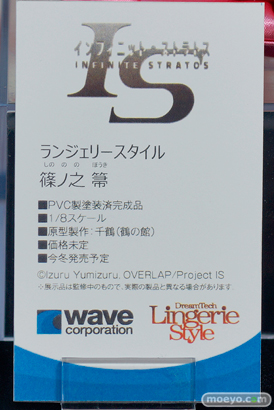 インフィニット・ストラトス
IS
INFINITE STRATOS
ランジェリースタイル
しの のの ほうき
篠ノ之 箒
■PVC製塗装済完成品
■1/8スケール
■原型製作：千鶴(鶴の館)
■価格未定
■今冬発売予定
©Izuru Yumizuru, OVERLAP/Project IS
※展示品は監修中のもので、実際の製品と異なる場合があります。
wave
corporation
DreamTech
Lingerie
Style
moeyo.com